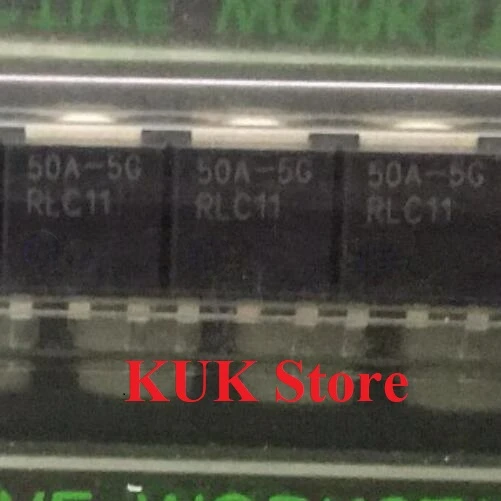 50A-5G 50A-5G 50A-5G
RLC11 RLC11 RLC11
KUK Store